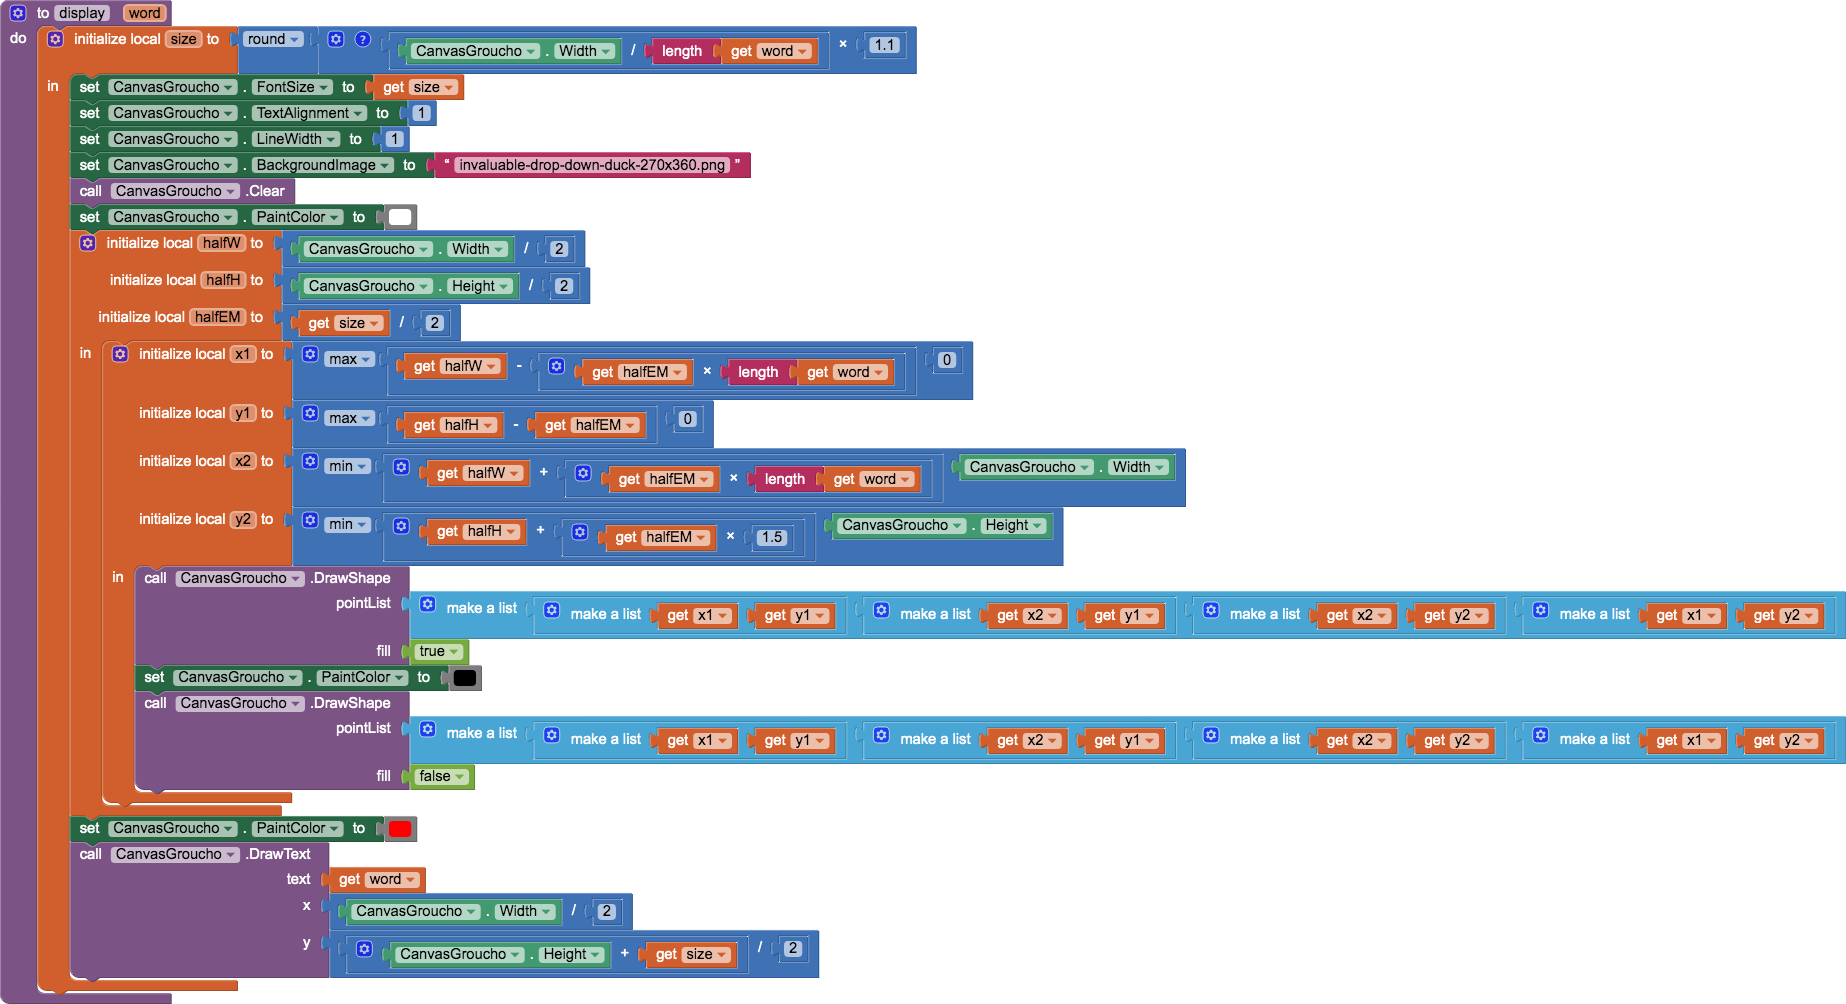 to display word
do initialize local size to round ? CanvasGroucho . Width / length get word × 1.1
in set CanvasGroucho . FontSize to get size
set CanvasGroucho . TextAlignment to 1
set CanvasGroucho . LineWidth to 1
set CanvasGroucho . BackgroundImage to “ invaluable-drop-down-duck-270x360.png ”
call CanvasGroucho .Clear
set CanvasGroucho . PaintColor to
initialize local halfW to CanvasGroucho . Width / 2
initialize local halfH to CanvasGroucho . Height / 2
initialize local halfEM to get size / 2
in initialize local x1 to max get halfW - get halfEM × length get word 0
initialize local y1 to max get halfH - get halfEM 0
initialize local x2 to min get halfW + get halfEM × length get word CanvasGroucho . Width
initialize local y2 to min get halfH + get halfEM × 1.5 CanvasGroucho . Height
in call CanvasGroucho .DrawShape
pointList make a list make a list get x1 get y1 make a list get x2 get y1 make a list get x2 get y2 make a list get x1 get y2
fill true
set CanvasGroucho . PaintColor to
call CanvasGroucho .DrawShape
pointList make a list make a list get x1 get y1 make a list get x2 get y1 make a list get x2 get y2 make a list get x1 get y2
fill false
set CanvasGroucho . PaintColor to
call CanvasGroucho .DrawText
text get word
x CanvasGroucho . Width / 2
y CanvasGroucho . Height + get size / 2